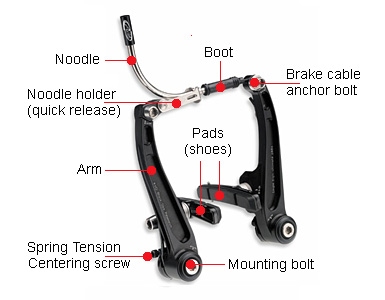 Noodle
Boot
Brake cable
anchor bolt
Noodle holder
(quick release)
Pads
(shoes)
Arm
Spring Tension
Centering screw
Mounting bolt